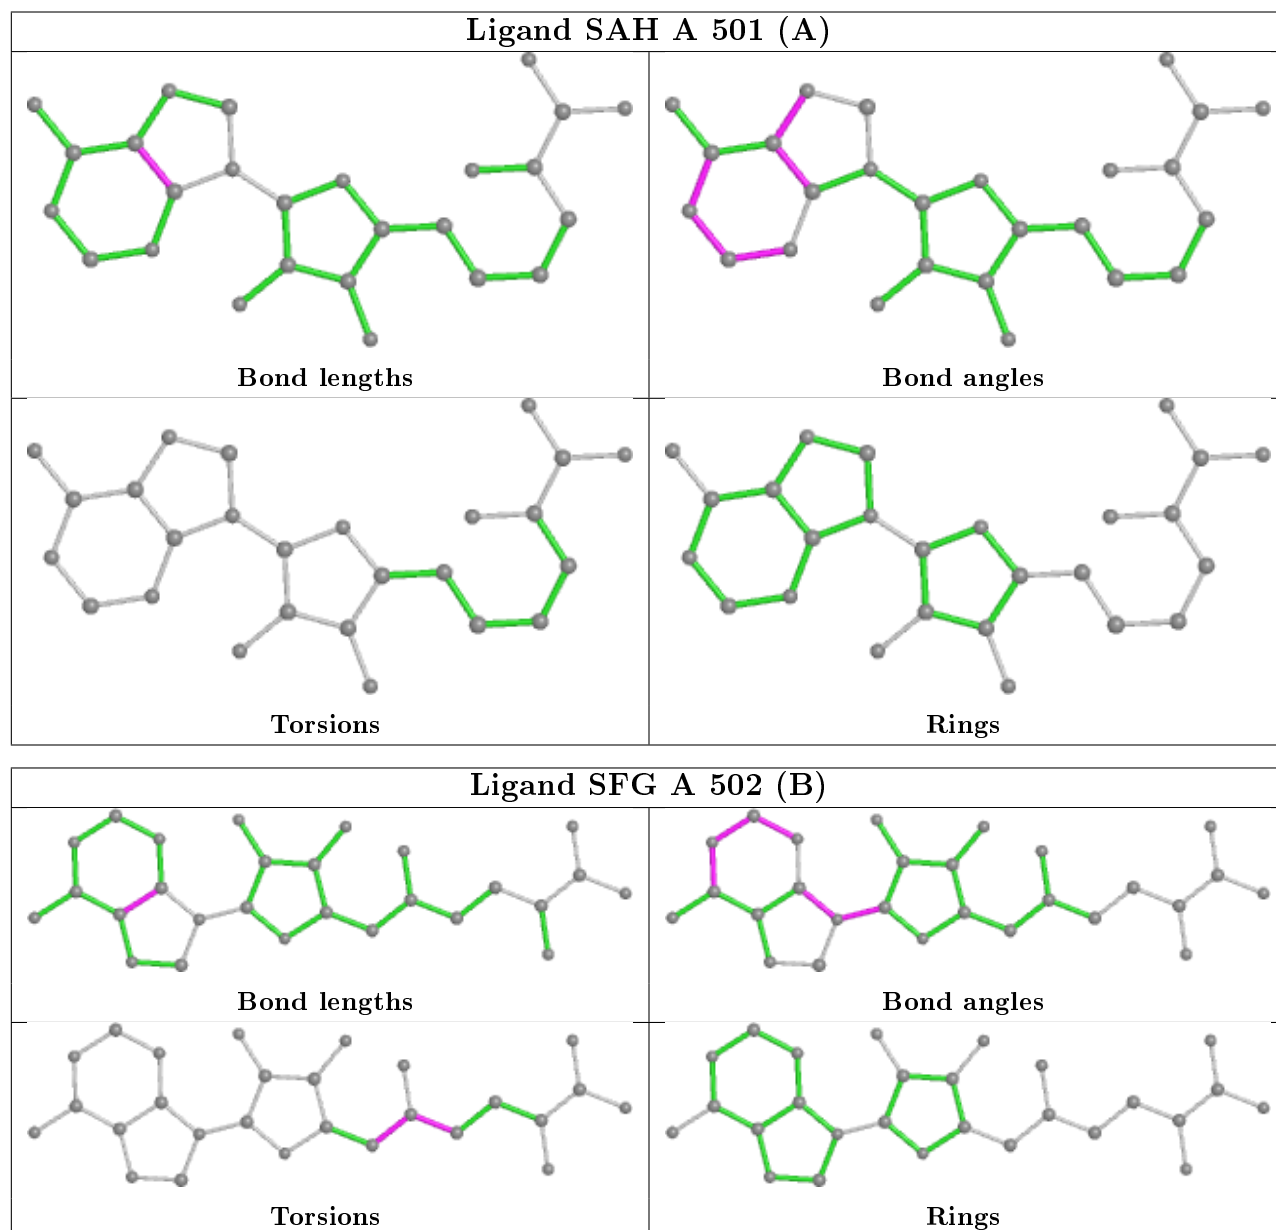 Ligand SAH A 501 (A)
Bond lengths
Bond angles
Torsions
Rings
Ligand SFG A 502 (B)
Bond lengths
Bond angles
Torsions
Rings